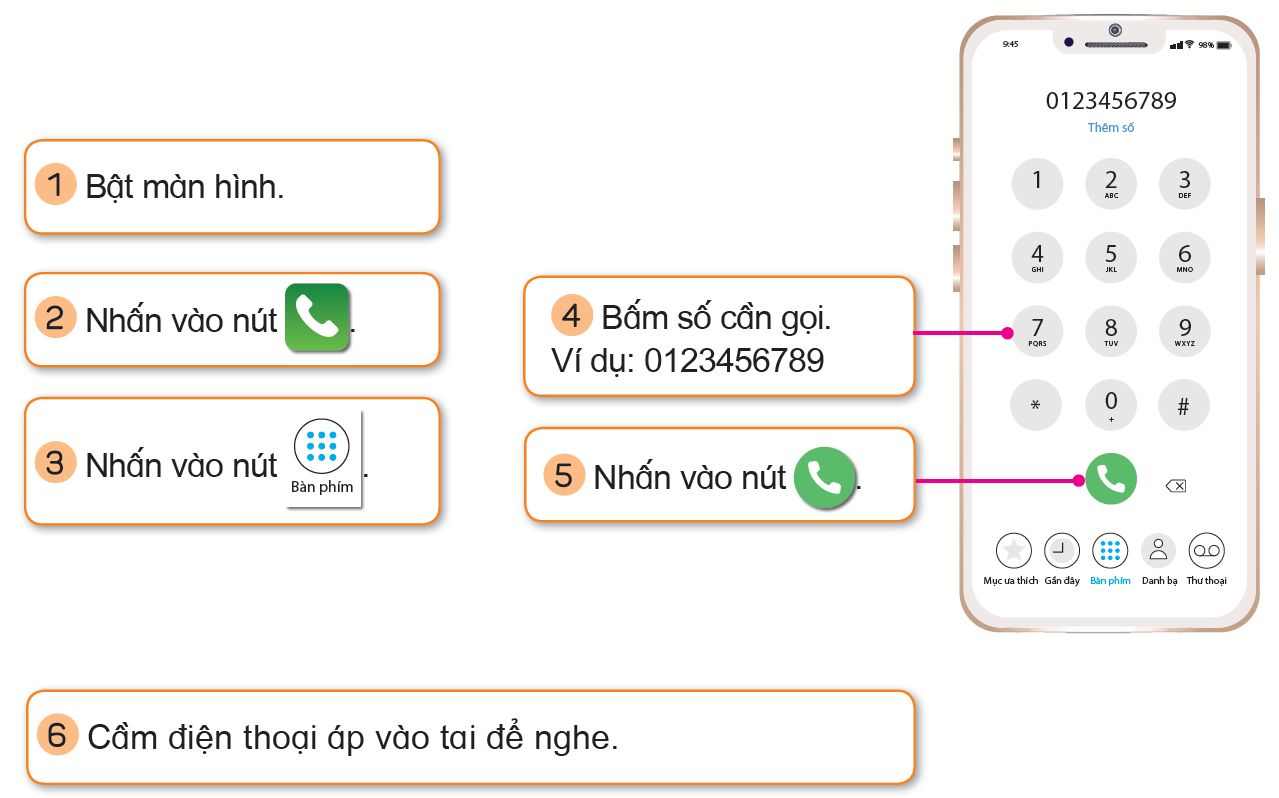 1 Bật màn hình.
2 Nhấn vào nút .
3 Nhấn vào nút .
Bàn phím
4 Bấm số cần gọi.
Ví dụ: 0123456789
5 Nhấn vào nút .
6 Cầm điện thoại áp vào tai để nghe.
9:45 98%
0123456789
Thêm số
1 2 3
ABC DEF
4 5 6
GHI JKL MNO
7 8 9
PQRS TUV WXYZ
* 0 #
+
Mục ưa thích Gần đây Bàn phím Danh bạ Thư thoại